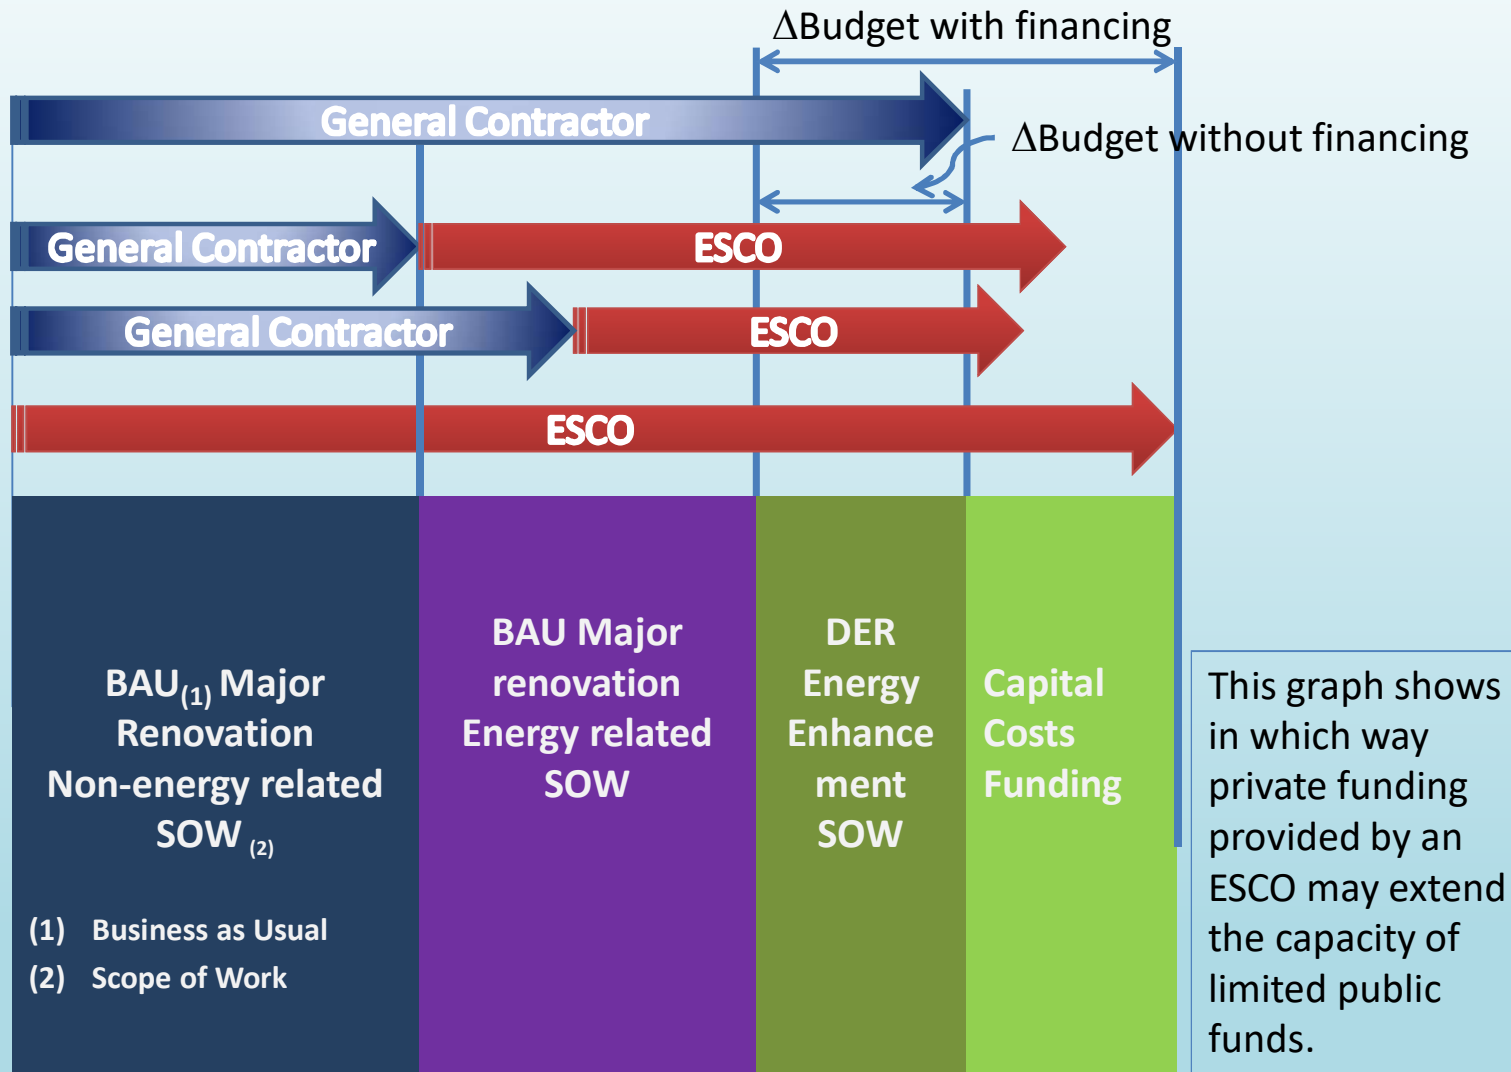 ΔBudget with financing
General Contractor
ΔBudget without financing
General Contractor
ESCO
General Contractor
ESCO
ESCO
BAU(1) Major
Renovation
Non-energy related
SOW (2)
(1) Business as Usual
(2) Scope of Work
BAU Major
renovation
Energy related
SOW
DER
Energy
Enhance
ment
SOW
Capital
Costs
Funding
This graph shows
in which way
private funding
provided by an
ESCO may extend
the capacity of
limited public
funds.